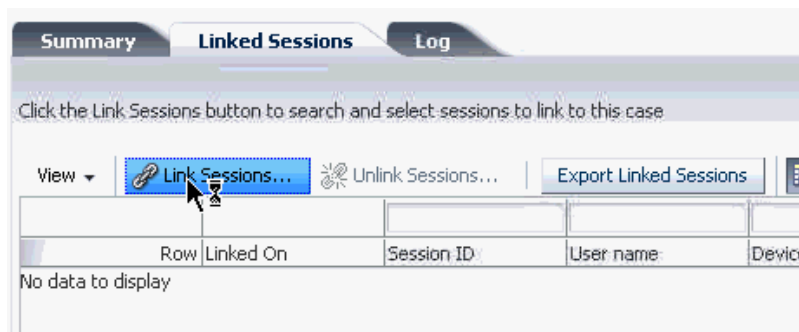 Summary Linked Sessions Log
Click the Link Sessions button to search and select sessions to link to this case
View Link Sessions... Unlink Sessions... Export Linked Sessions
Row Linked On Session ID User name Device
No data to display